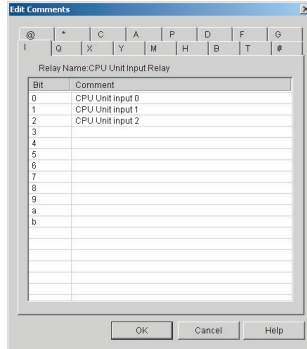 Edit Comments
@ * C A P D F G
I Q X Y M H B T #
Relay Name:CPU Unit Input Relay
Bit Comment
0 CPU Unit input 0
1 CPU Unit input 1
2 CPU Unit input 2
3
4
5
6
7
8
9
a
b
OK Cancel Help